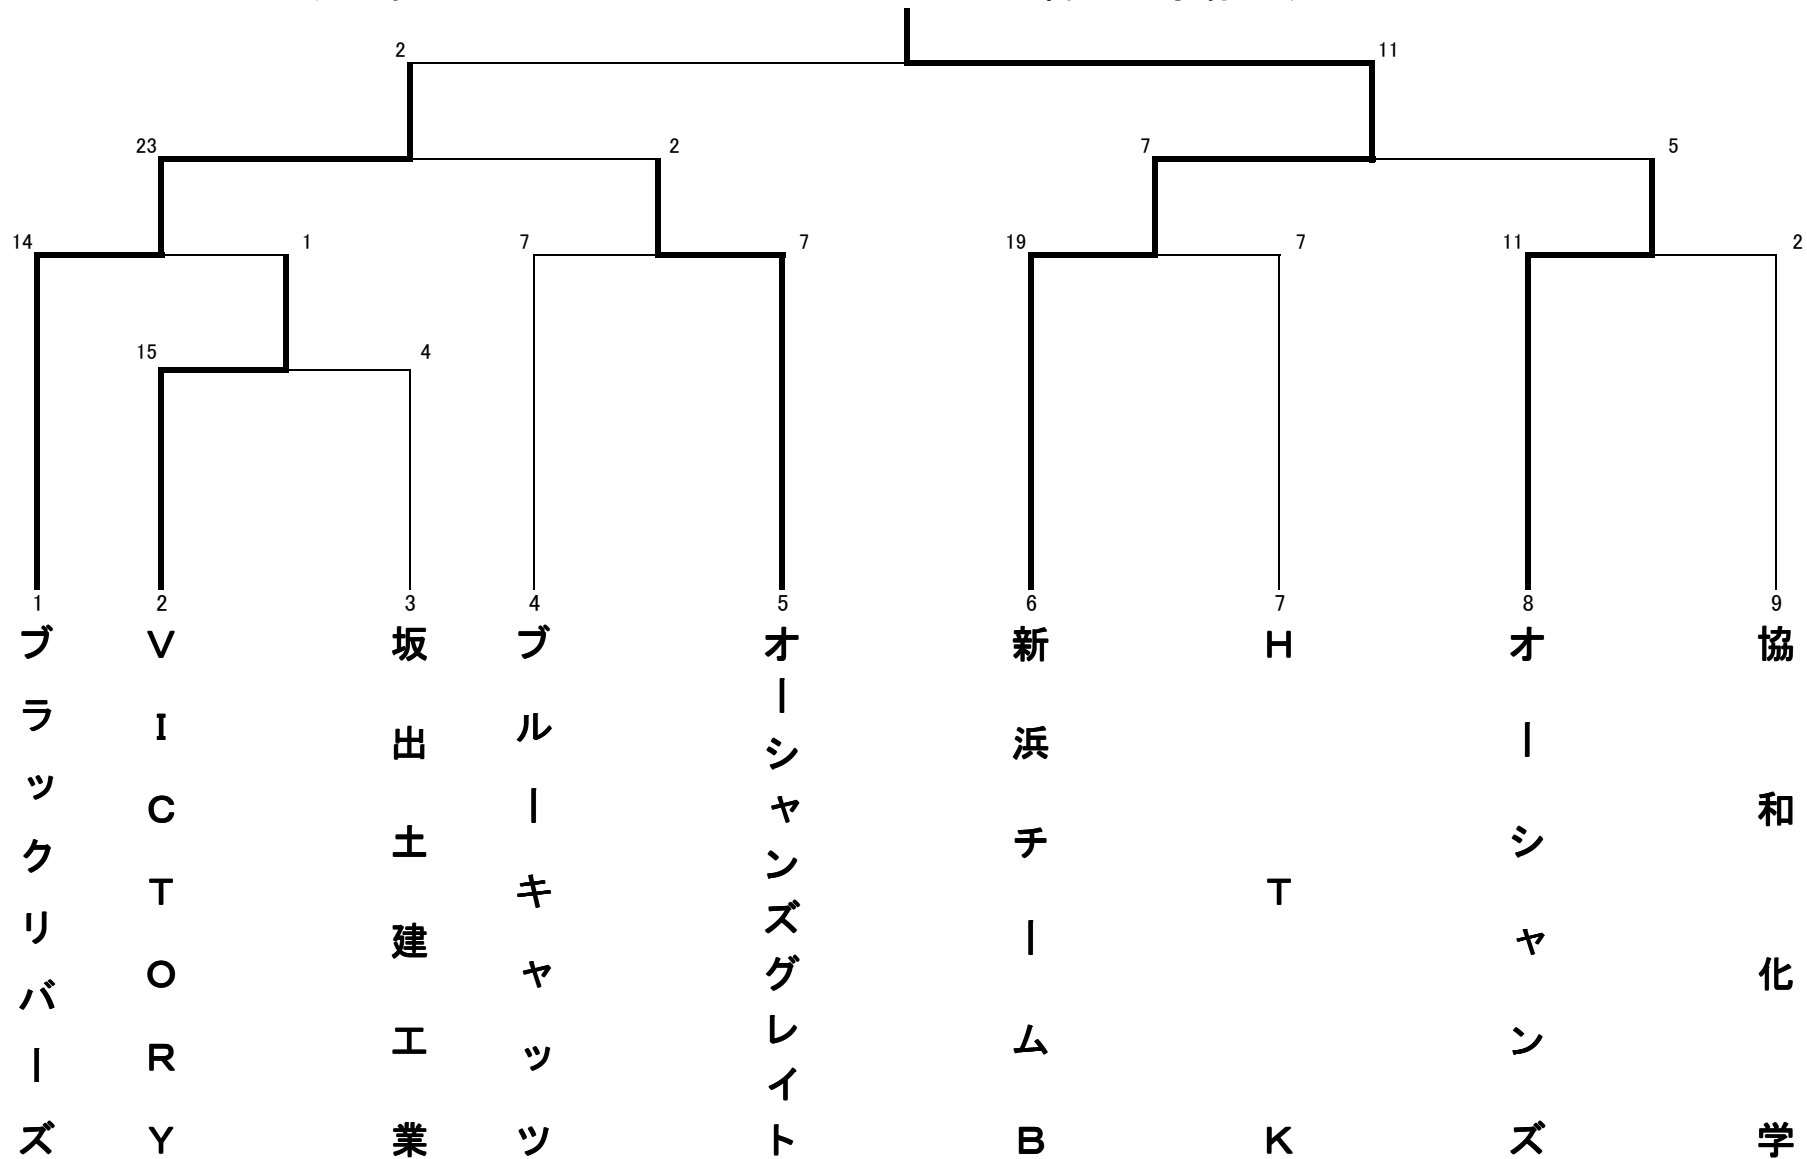 2 11
23 2 7 5
14 1 7 7 19 7 11 2
15 4
1 2 3 4 5 6 7 8 9
ブラックリバーズ
VICTORY
坂出土建工業
ブルーキャッツ
オーシャンズグレイト
新浜チームB
HTK
オーシャンズ
協和化学